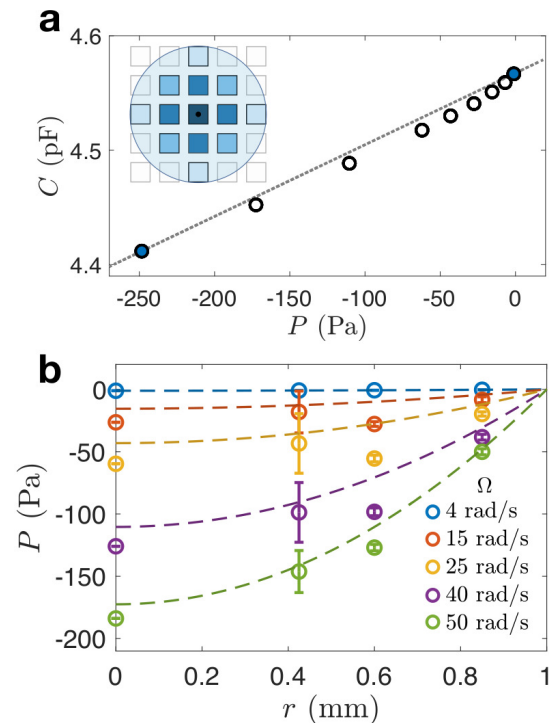 a
4.6
4.5
4.4
C (pF)
-250 -200 -150 -100 -50 0
P (Pa)
b
0
-50
-100
-150
-200
P (Pa)
Ω
4 rad/s
15 rad/s
25 rad/s
40 rad/s
50 rad/s
0 0.2 0.4 0.6 0.8 1
r (mm)